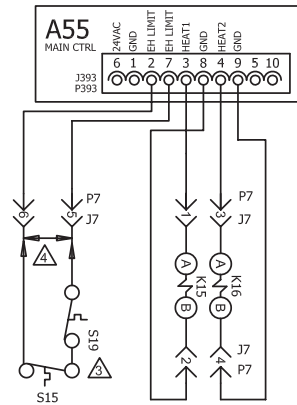 A55
MAIN CTRL
24VAC
GND
EH LIMIT
EH LIMIT
HEAT1
GND
HEAT2
GND
6 1 2 7 3 8 4 9 5 10
J393
P393
6
5
P7
J7
1
3
P7
J7
4
A
A
K15
K16
B
B
S19
3
S15
2
4
J7
P7